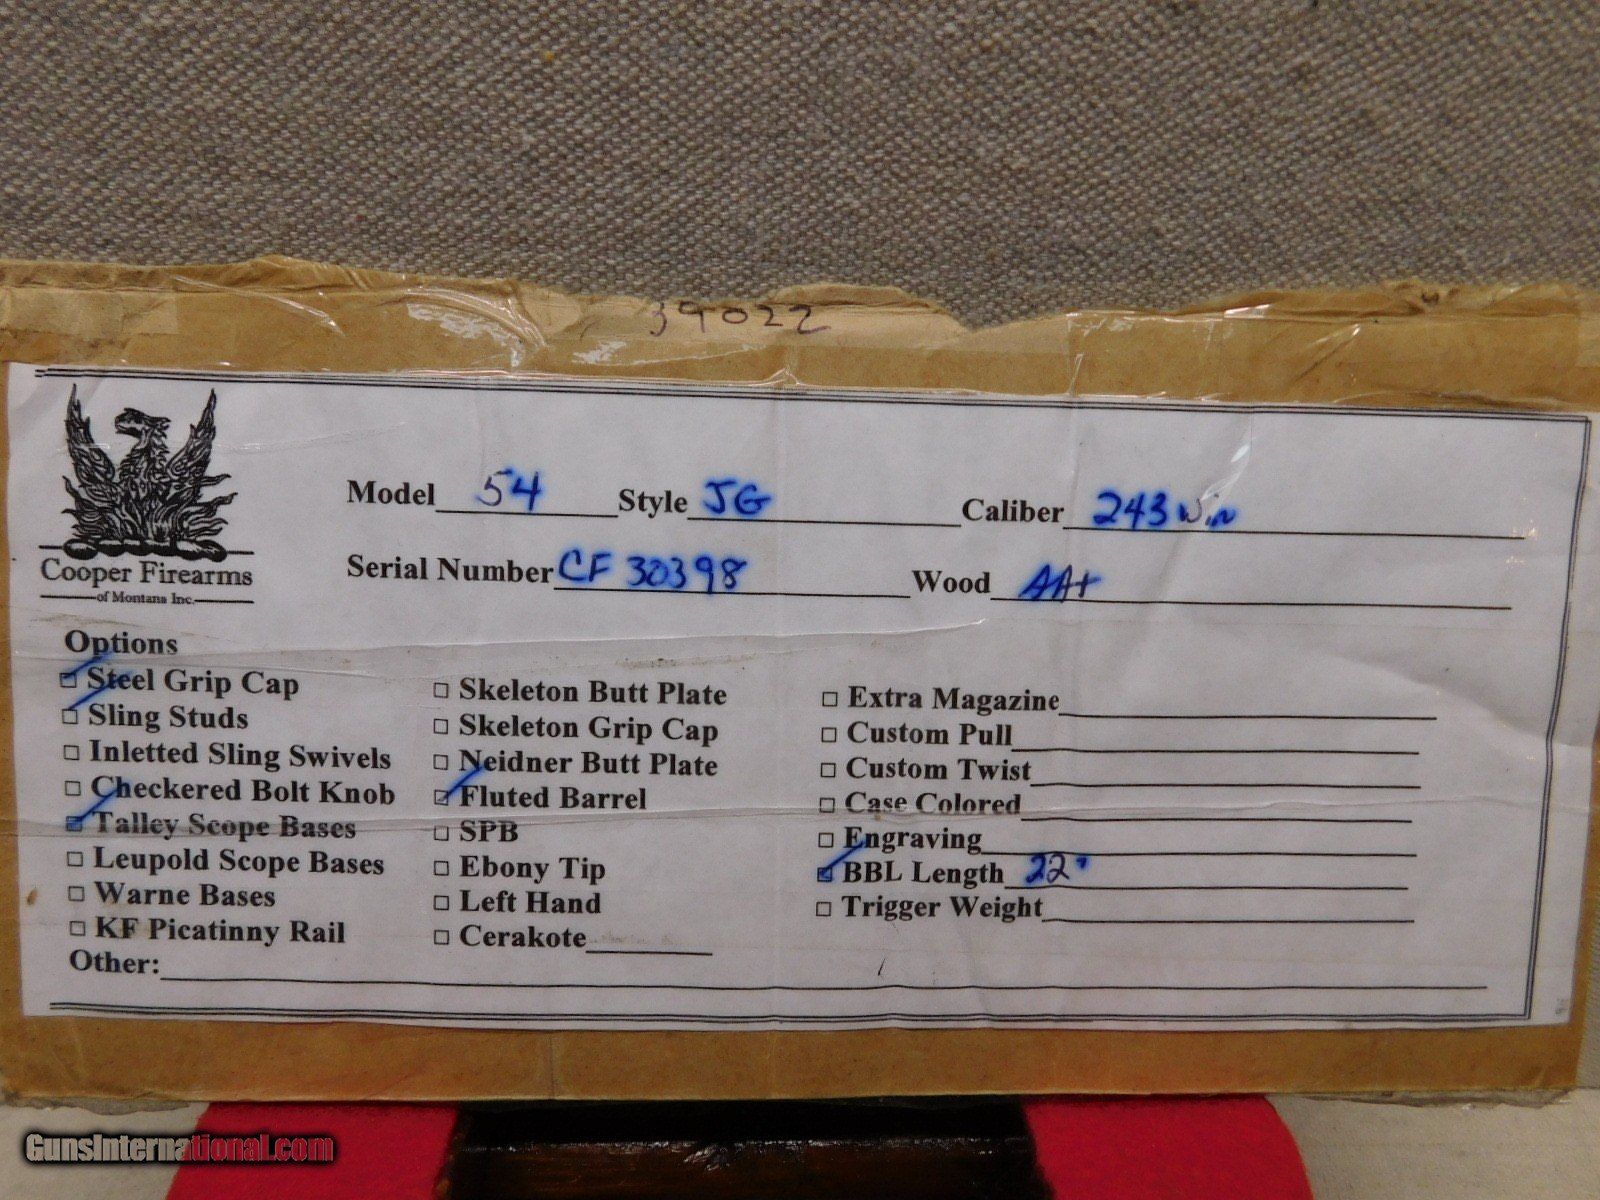 39022
Model 54 Style JG Caliber 243 Win
Cooper Firearms
of Montana Inc.
Serial Number CF 30398 Wood AA+
Options
☑ Steel Grip Cap
☑ Sling Studs
☐ Inletted Sling Swivels
☐ Checkered Bolt Knob
☑ Talley Scope Bases
☐ Leupold Scope Bases
☐ Warne Bases
☐ KF Picatinny Rail
☐ Skeleton Butt Plate
☐ Skeleton Grip Cap
☐ Neidner Butt Plate
☑ Fluted Barrel
☐ SPB
☐ Ebony Tip
☐ Left Hand
☐ Cerakote
☐ Extra Magazine
☐ Custom Pull
☐ Custom Twist
☐ Case Colored
☐ Engraving
☑ BBL Length 22"
☐ Trigger Weight
Other:
GunsInternational.com